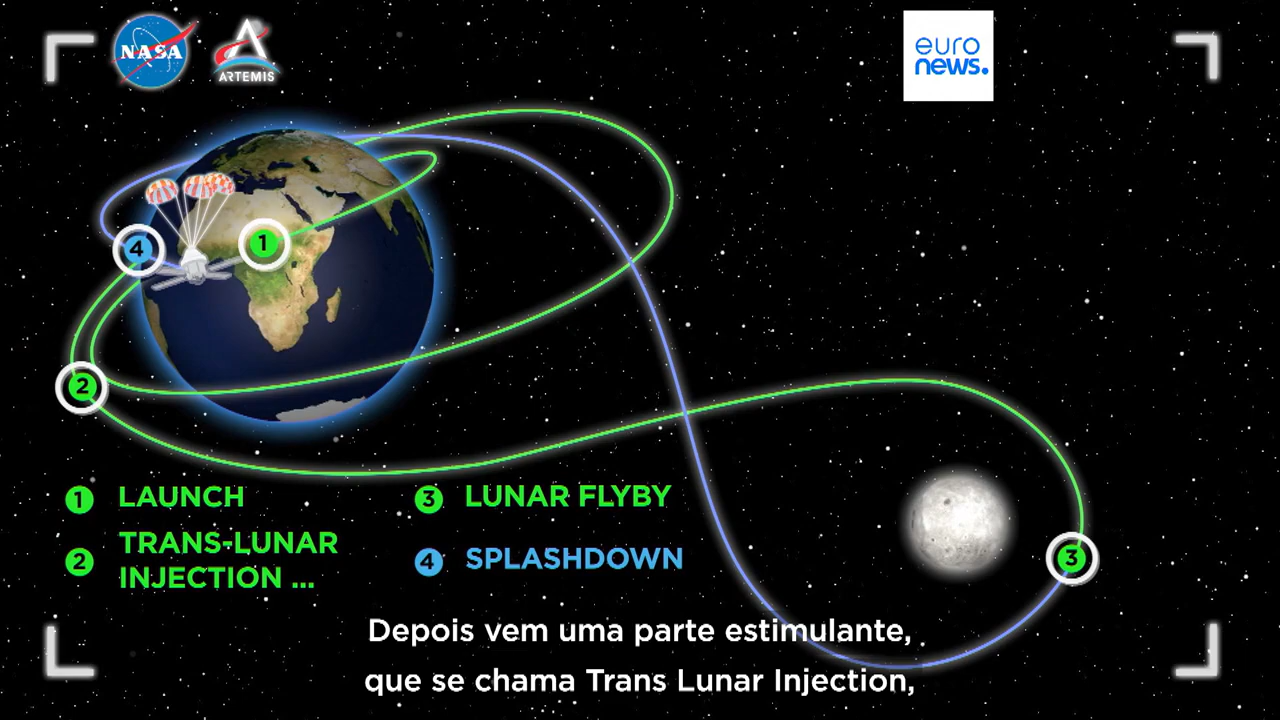 NASA
ARTEMIS
euro
news.
1
4
2
3
1 LAUNCH
2 TRANS-LUNAR
INJECTION ...
3 LUNAR FLYBY
4 SPLASHDOWN
Depois vem uma parte estimulante,
que se chama Trans Lunar Injection,